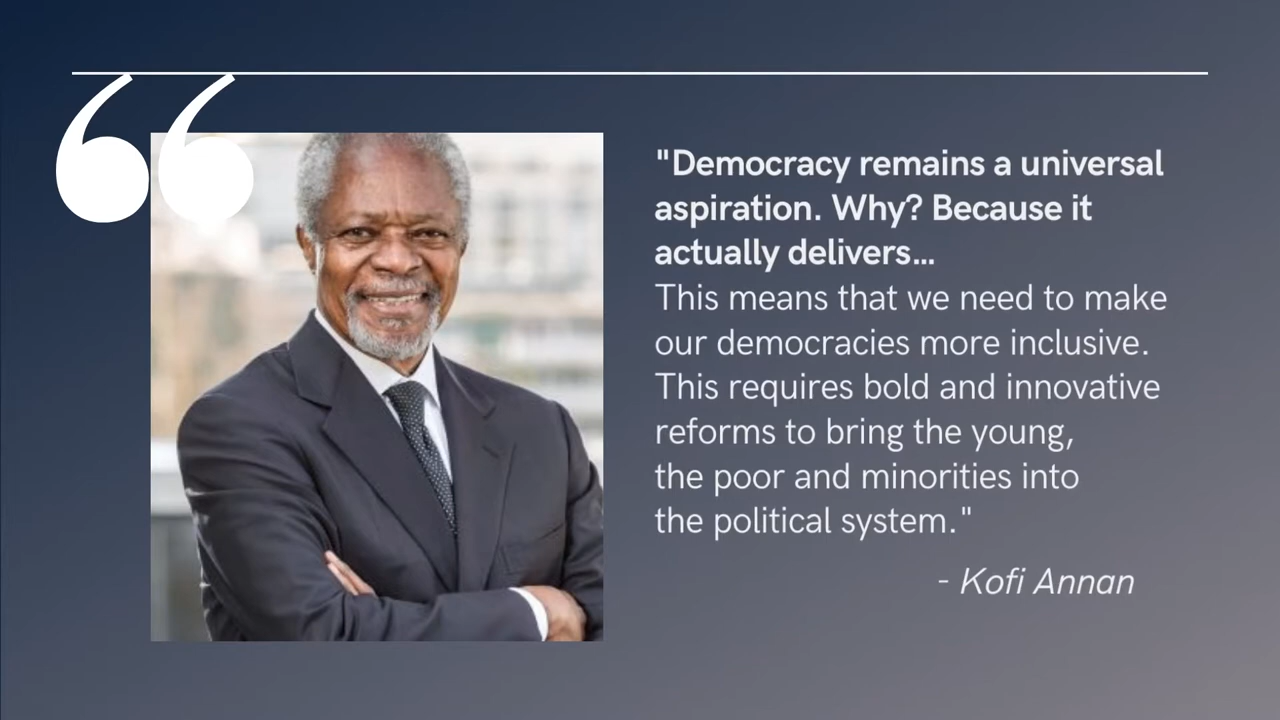 "Democracy remains a universal
aspiration. Why? Because it
actually delivers...
This means that we need to make
our democracies more inclusive.
This requires bold and innovative
reforms to bring the young,
the poor and minorities into
the political system."
- Kofi Annan